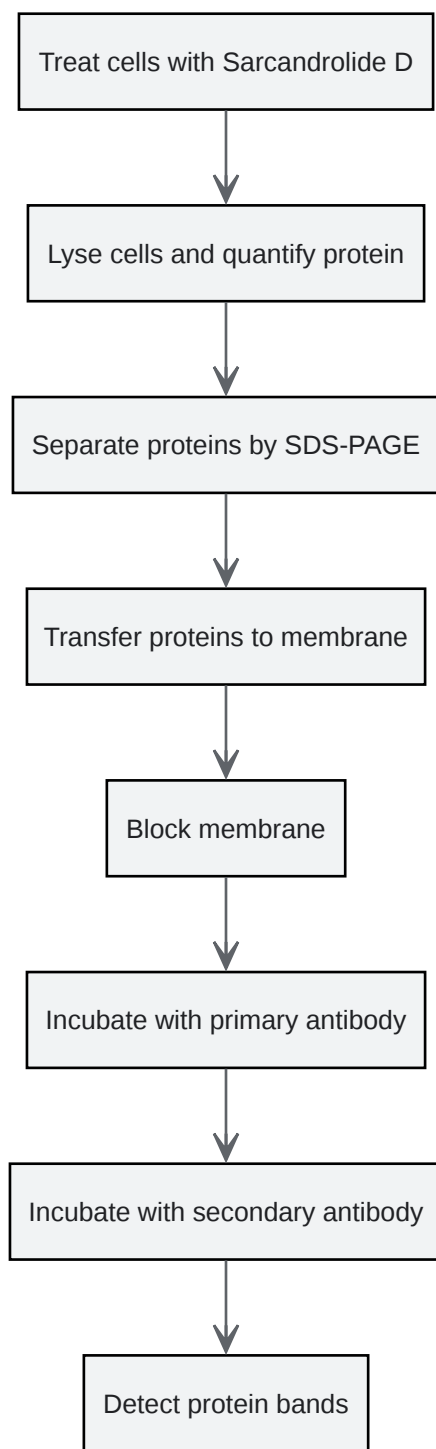 Treat cells with Sarcandrolide D
Lyse cells and quantify protein
Separate proteins by SDS-PAGE
Transfer proteins to membrane
Block membrane
Incubate with primary antibody
Incubate with secondary antibody
Detect protein bands